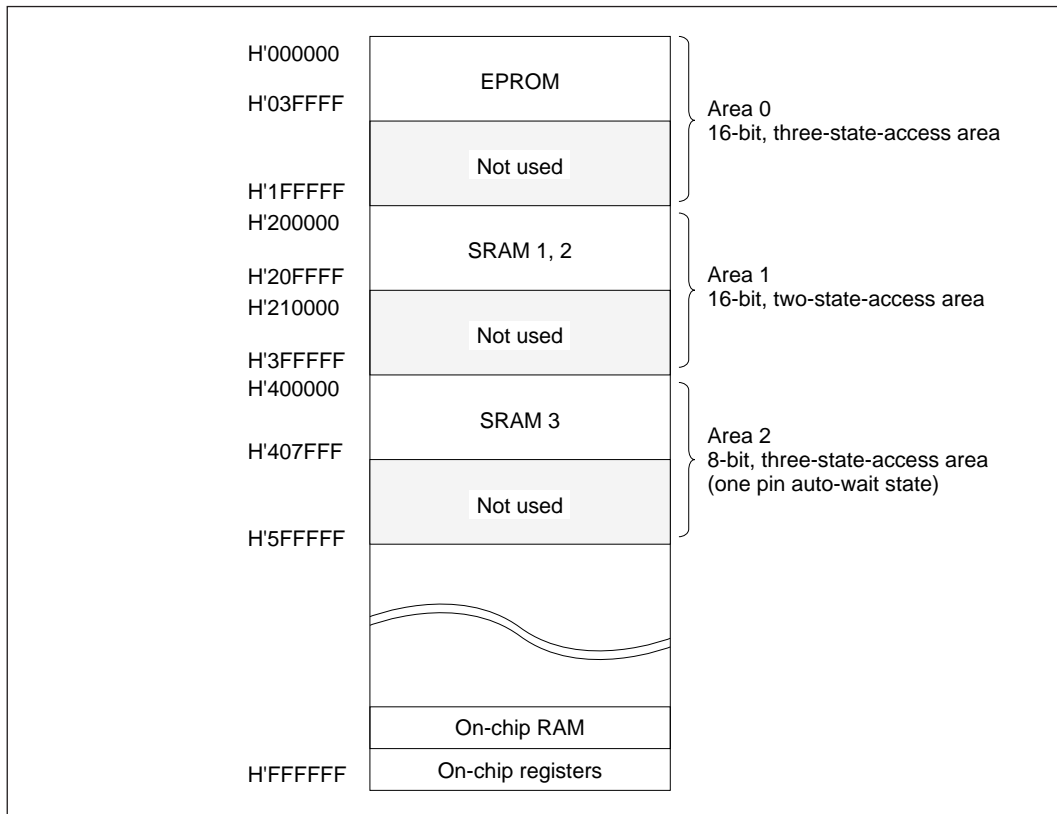 H'000000
EPROM
H'03FFFF
Area 0
16-bit, three-state-access area
Not used
H'1FFFFF
H'200000
SRAM 1, 2
H'20FFFF
Area 1
16-bit, two-state-access area
H'210000
Not used
H'3FFFFF
H'400000
SRAM 3
H'407FFF
Area 2
8-bit, three-state-access area
(one pin auto-wait state)
Not used
H'5FFFFF
On-chip RAM
H'FFFFFF
On-chip registers